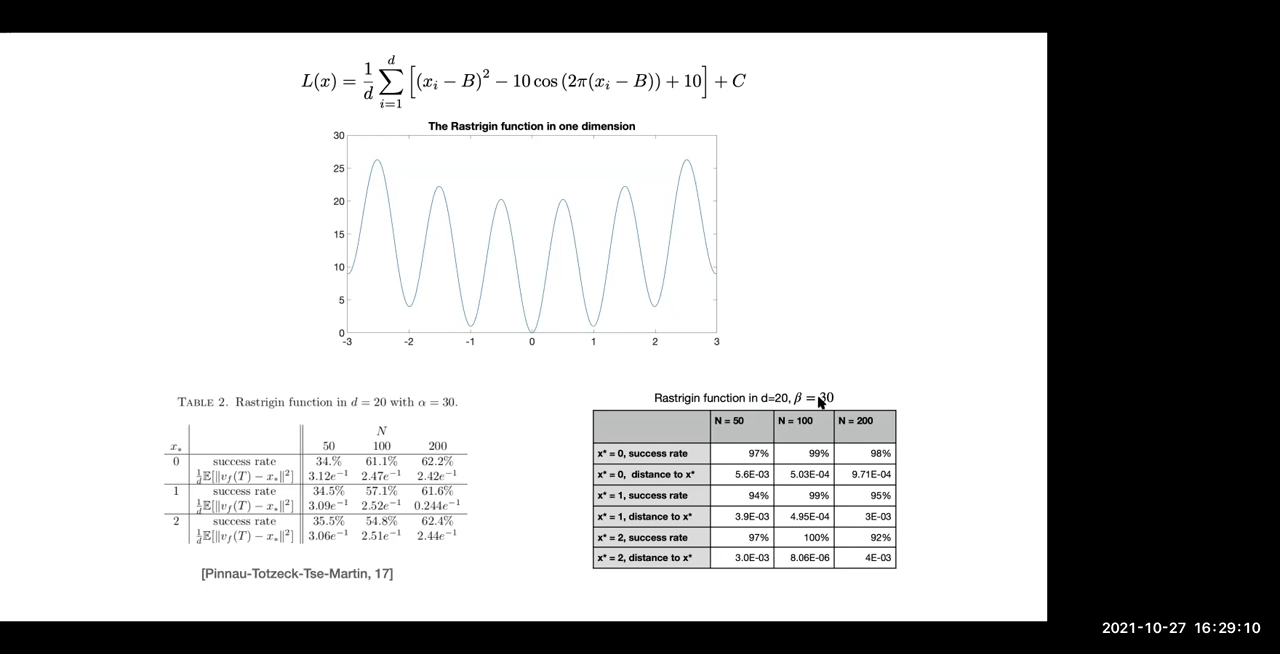 L(x) = \frac{1}{d} \sum_{i=1}^{d} [(x_i − B)^2 − 10 cos (2π(x_i − B)) + 10] + C
The Rastrigin function in one dimension
30
25
20
15
10
5
0
-3 -2 -1 0 1 2 3
TABLE 2. Rastrigin function in d = 20 with α = 30.
N
x_* 50 100 200
0 success rate 34.% 61.1% 62.2%
\frac{1}{d}𝔼[‖v_f(T) − x_*‖^2] 3.12e^{−1} 2.47e^{−1} 2.42e^{−1}
1 success rate 34.5% 57.1% 61.6%
\frac{1}{d}𝔼[‖v_f(T) − x_*‖^2] 3.09e^{−1} 2.52e^{−1} 0.244e^{−1}
2 success rate 35.5% 54.8% 62.4%
\frac{1}{d}𝔼[‖v_f(T) − x_*‖^2] 3.06e^{−1} 2.51e^{−1} 2.44e^{−1}
[Pinnau-Totzeck-Tse-Martin, 17]
Rastrigin function in d=20, β = 30
N = 50 N = 100 N = 200
x* = 0, success rate 97% 99% 98%
x* = 0, distance to x* 5.6E-03 5.03E-04 9.71E-04
x* = 1, success rate 94% 99% 95%
x* = 1, distance to x* 3.9E-03 4.95E-04 3E-03
x* = 2, success rate 97% 100% 92%
x* = 2, distance to x* 3.0E-03 8.06E-06 4E-03
2021-10-27 16:29:10